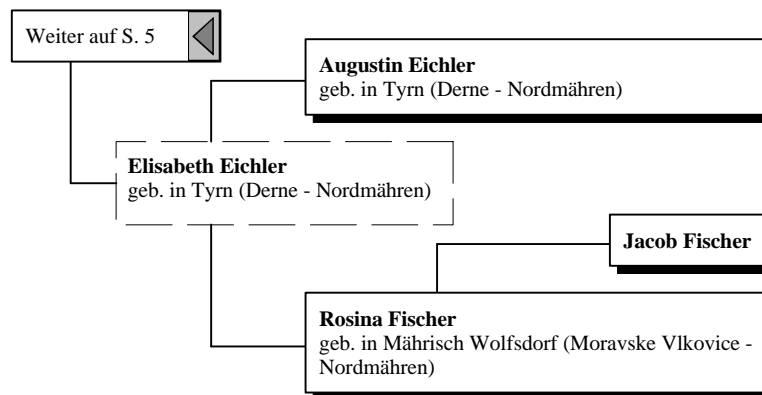 Weiter auf S. 5
Augustin Eichler
geb. in Tyrn (Derne - Nordmähren)
Elisabeth Eichler
geb. in Tyrn (Derne - Nordmähren)
Jacob Fischer
Rosina Fischer
geb. in Mährisch Wolfsdorf (Moravske Vlkovice -
Nordmähren)